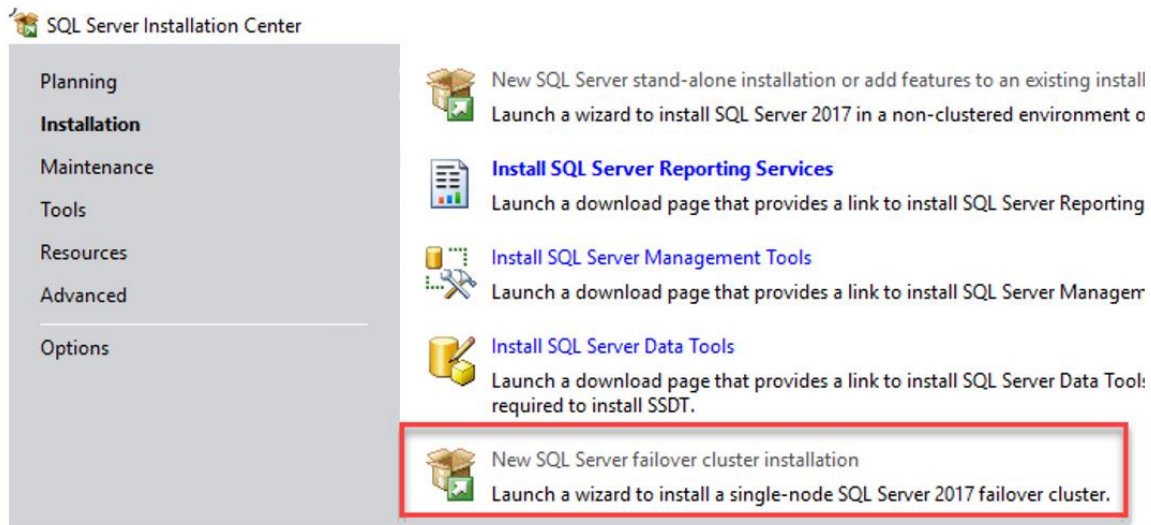 SQL Server Installation Center
Planning
Installation
Maintenance
Tools
Resources
Advanced
Options
New SQL Server stand-alone installation or add features to an existing install
Launch a wizard to install SQL Server 2017 in a non-clustered environment o
Install SQL Server Reporting Services
Launch a download page that provides a link to install SQL Server Reporting
Install SQL Server Management Tools
Launch a download page that provides a link to install SQL Server Managem
Install SQL Server Data Tools
Launch a download page that provides a link to install SQL Server Data Tools
required to install SSDT.
New SQL Server failover cluster installation
Launch a wizard to install a single-node SQL Server 2017 failover cluster.